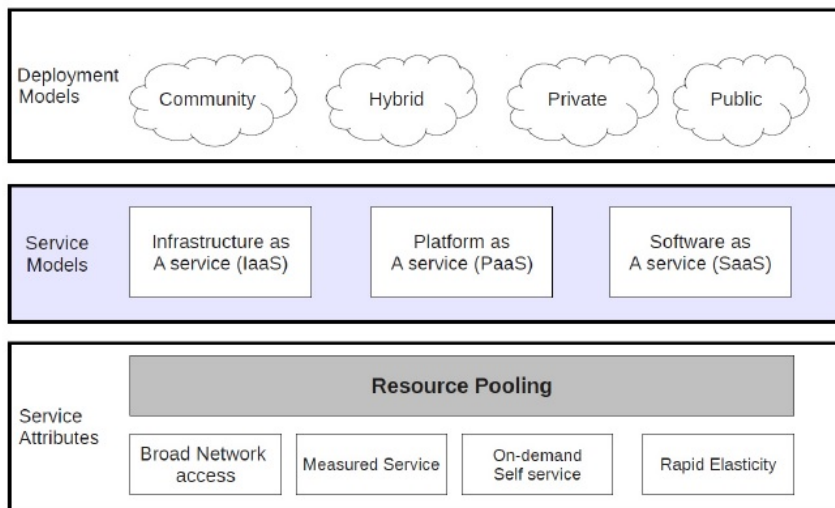 Deployment
Models
Community
Hybrid
Private
Public
Service
Models
Infrastructure as
A service (IaaS)
Platform as
A service (PaaS)
Software as
A service (SaaS)
Service
Attributes
Resource Pooling
Broad Network
access
Measured Service
On-demand
Self service
Rapid Elasticity